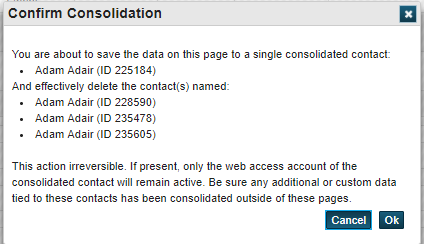 Confirm Consolidation
x
You are about to save the data on this page to a single consolidated contact:
• Adam Adair (ID 225184)
And effectively delete the contact(s) named:
• Adam Adair (ID 228590)
• Adam Adair (ID 235478)
• Adam Adair (ID 235605)
This action irreversible. If present, only the web access account of the
consolidated contact will remain active. Be sure any additional or custom data
tied to these contacts has been consolidated outside of these pages.
Cancel Ok